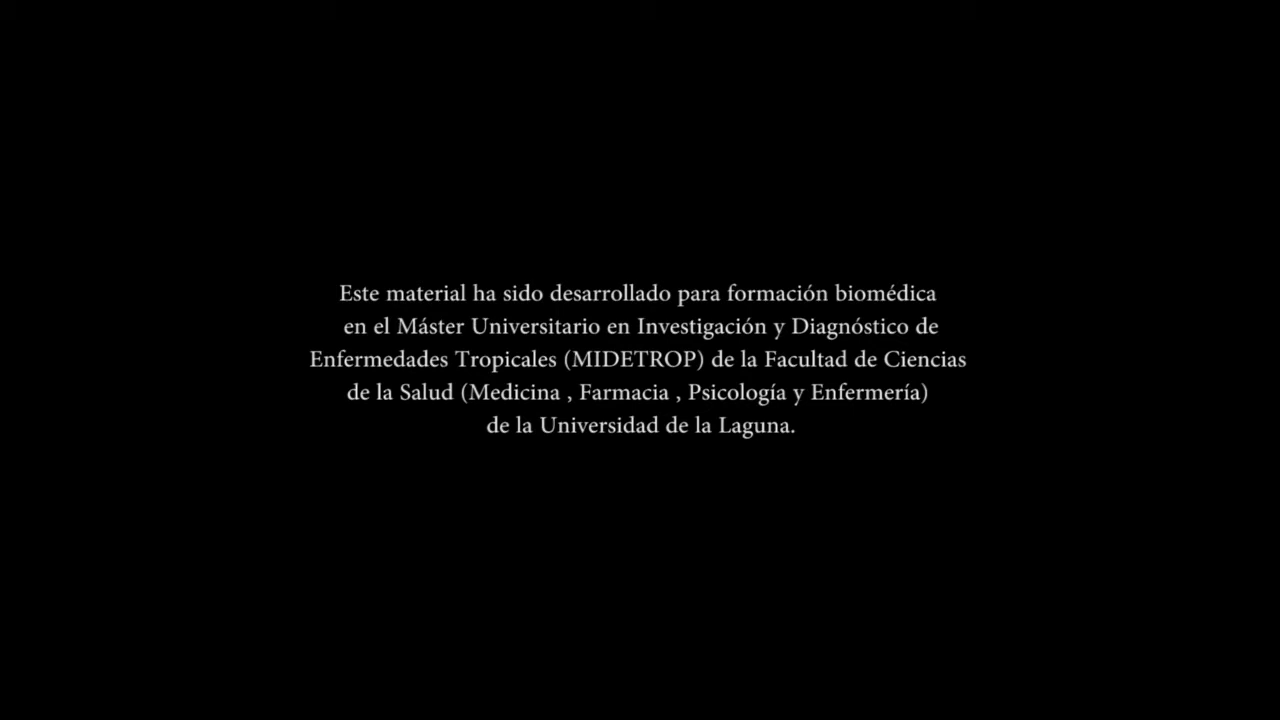 Este material ha sido desarrollado para formación biomédica
en el Máster Universitario en Investigación y Diagnóstico de
Enfermedades Tropicales (MIDETROP) de la Facultad de Ciencias
de la Salud (Medicina , Farmacia , Psicología y Enfermería)
de la Universidad de la Laguna.